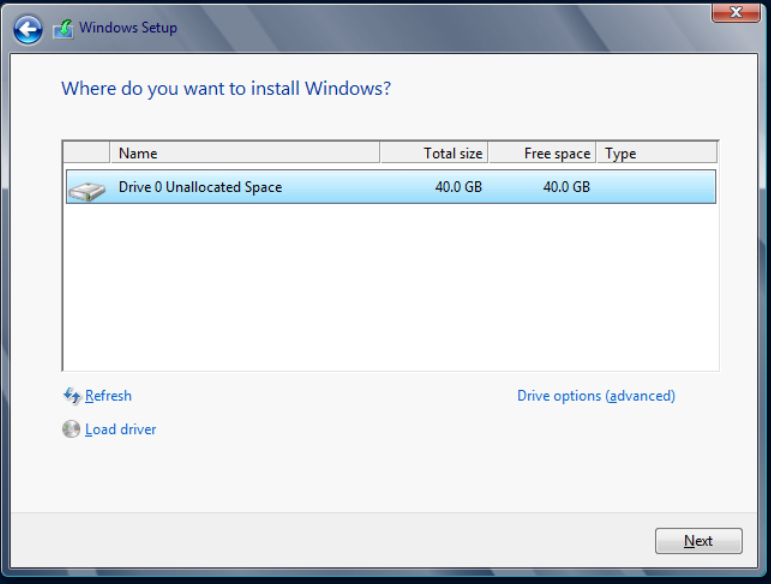 Windows Setup
Where do you want to install Windows?
Name Total size Free space Type
Drive 0 Unallocated Space 40.0 GB 40.0 GB
Refresh Drive options (advanced)
Load driver
Next